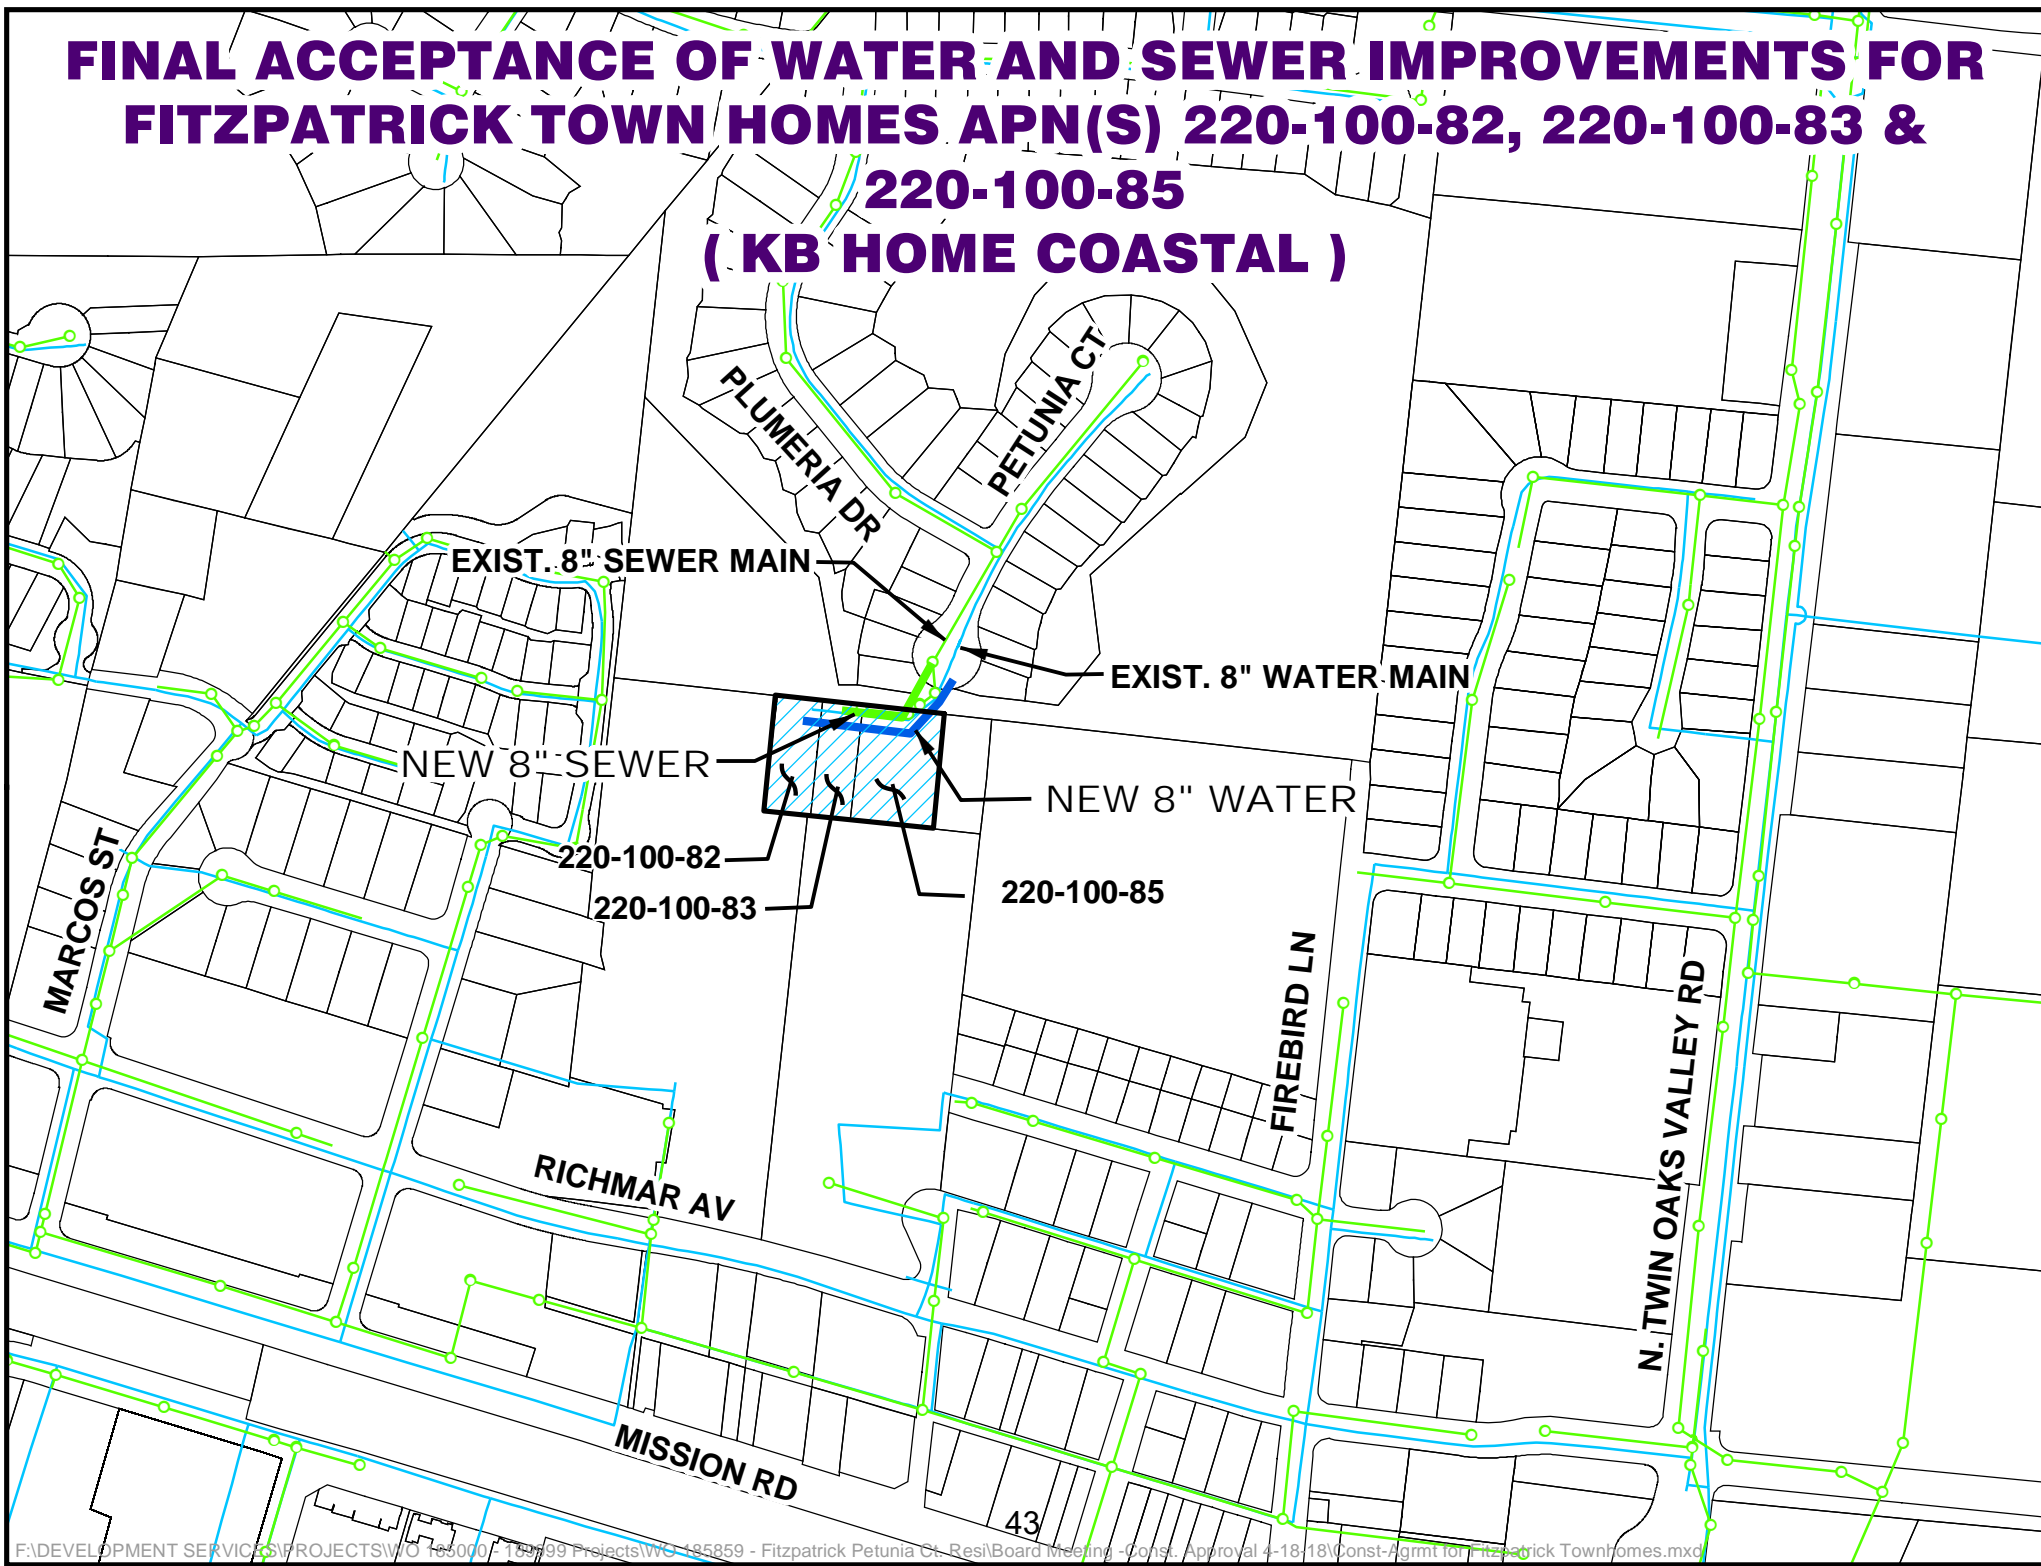 FINAL ACCEPTANCE OF WATER AND SEWER IMPROVEMENTS FOR
FITZPATRICK TOWN HOMES APN(S) 220-100-82, 220-100-83 &
220-100-85
( KB HOME COASTAL )
PLUMERIA DR
PETUNIA CT
EXIST. 8" SEWER MAIN
EXIST. 8" WATER MAIN
NEW 8" SEWER
NEW 8" WATER
220-100-82
220-100-83
220-100-85
MARCOS ST
FIREBIRD LN
N. TWIN OAKS VALLEY RD
RICHMAR AV
MISSION RD
43
F:\DEVELOPMENT SERVICES\PROJECTS\WO 185000 - 189999 Projects\WO 185859 - Fitzpatrick Petunia Ct. Resi\Board Meeting -Const. Approval 4-18-18\Const-Agrmt for Fitzpatrick Townhomes.mxd